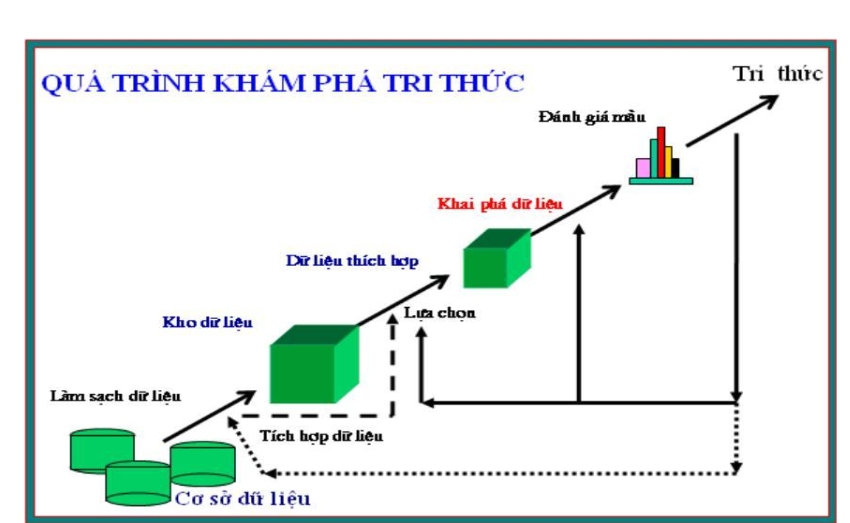 QUÁ TRÌNH KHÁM PHÁ TRI THỨC
Tri thức
Đánh giá mẫu
Khai phá dữ liệu
Dữ liệu thích hợp
Lựa chọn
Kho dữ liệu
Làm sạch dữ liệu
Tích hợp dữ liệu
Cơ sở dữ liệu